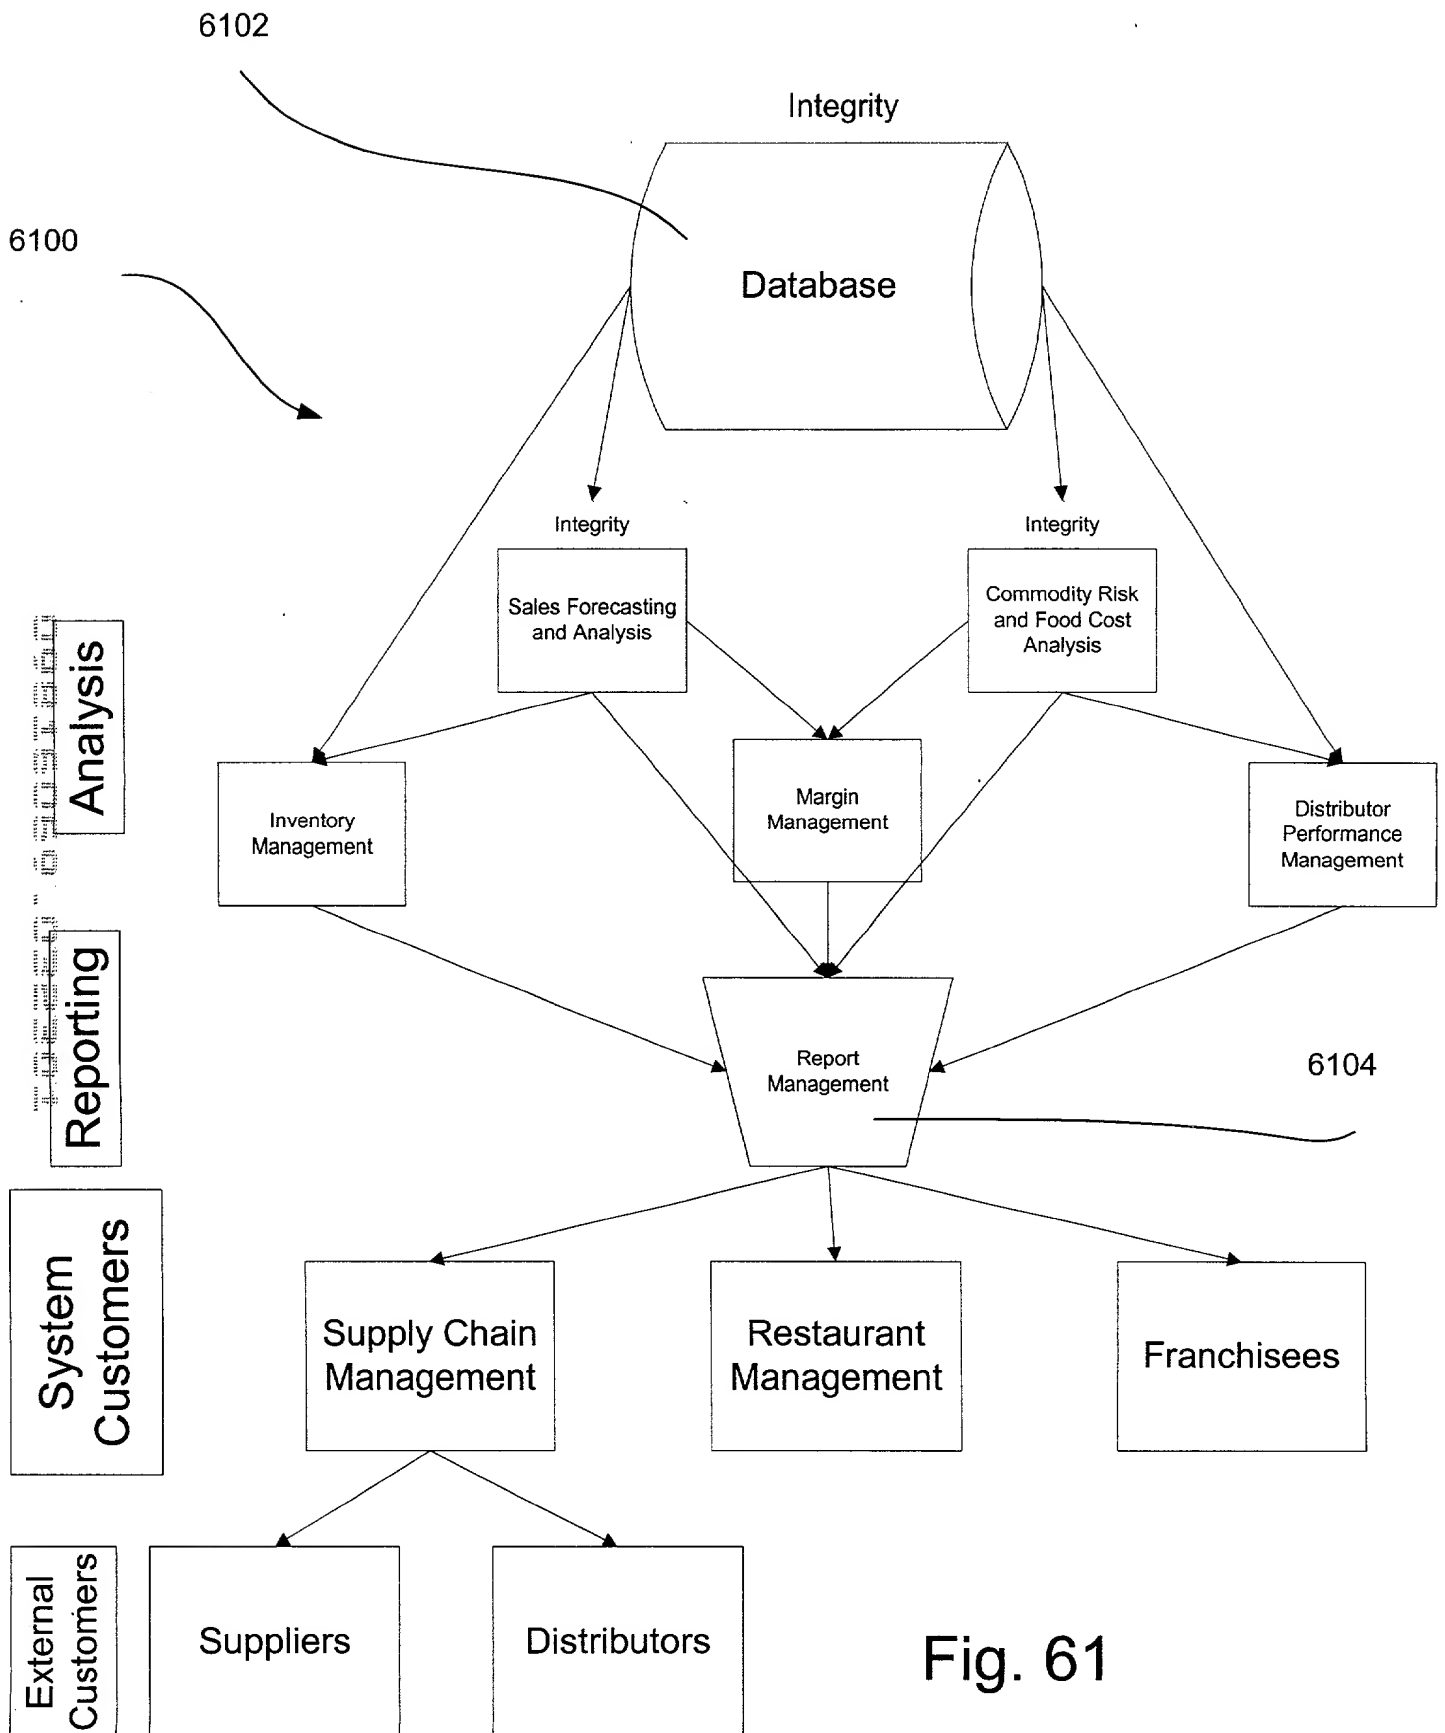 6102
Integrity
6100
Database
Integrity
Integrity
Sales Forecasting
and Analysis
Commodity Risk
and Food Cost
Analysis
Analysis
Inventory
Management
Margin
Management
Distributor
Performance
Management
Reporting
Report
Management
6104
System
Customers
Supply Chain
Management
Restaurant
Management
Franchisees
External
Customers
Suppliers
Distributors
Fig. 61